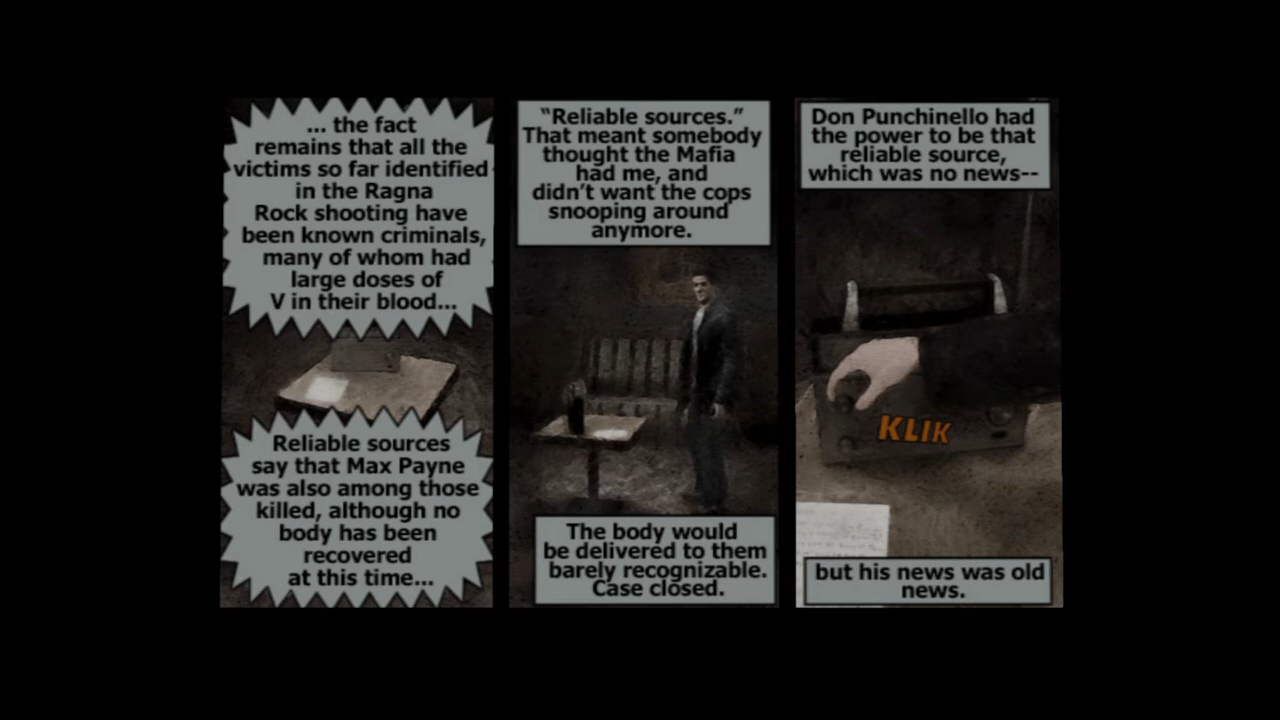 ... the fact
remains that all the
victims so far identified
in the Ragna
Rock shooting have
been known criminals,
many of whom had
large doses of
V in their blood...
Reliable sources
say that Max Payne
was also among those
killed, although no
body has been
recovered
at this time...
“Reliable sources.”
That meant somebody
thought the Mafia
had me, and
didn’t want the cops
snooping around
anymore.
The body would
be delivered to them
barely recognizable.
Case closed.
Don Punchinello had
the power to be that
reliable source,
which was no news--
KLIK
but his news was old
news.